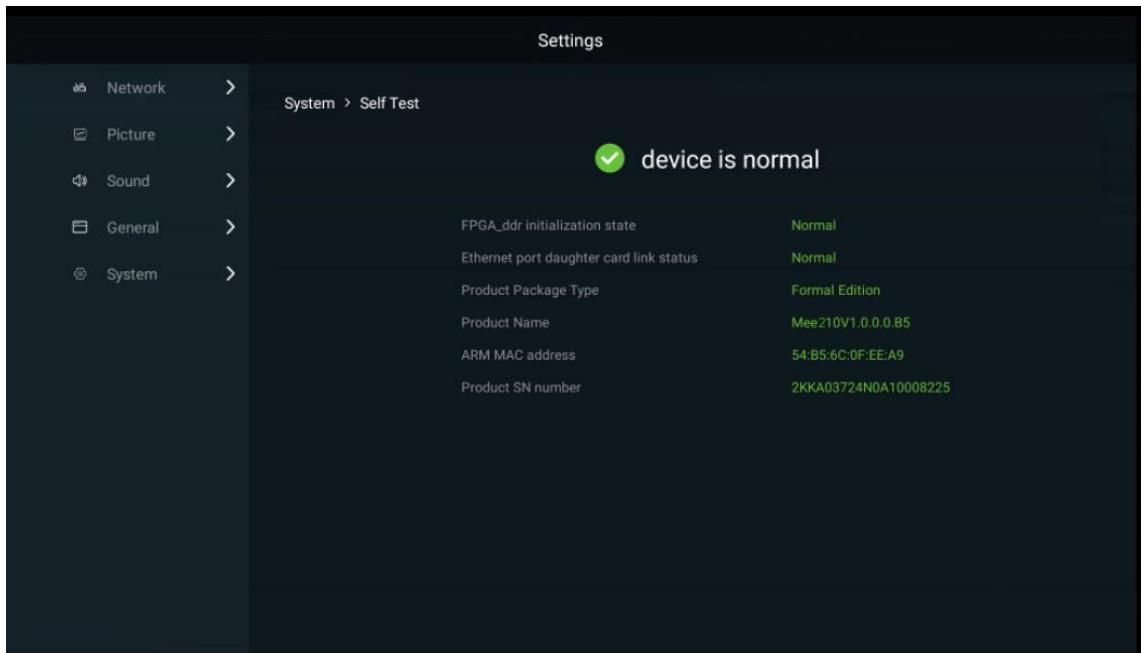 Settings
Network
Picture
Sound
General
System
System > Self Test
device is normal
FPGA_ddr initialization state Normal
Ethernet port daughter card link status Normal
Product Package Type Formal Edition
Product Name Mee210V1.0.0.0.B5
ARM MAC address 54:B5:6C:0F:EE:A9
Product SN number 2KKA03724N0A10008225